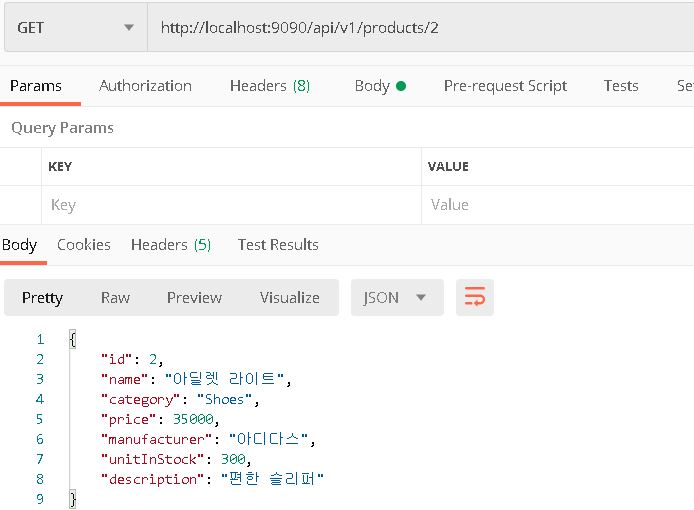 GET http://localhost:9090/api/v1/products/2
Params Authorization Headers (8) Body Pre-request Script Tests Se
Query Params
KEY VALUE
Key Value
Body Cookies Headers (5) Test Results
Pretty Raw Preview Visualize JSON
1 {
2 "id": 2,
3 "name": "아딜렛 라이트",
4 "category": "Shoes",
5 "price": 35000,
6 "manufacturer": "아디다스",
7 "unitInStock": 300,
8 "description": "편한 슬리퍼"
9 }